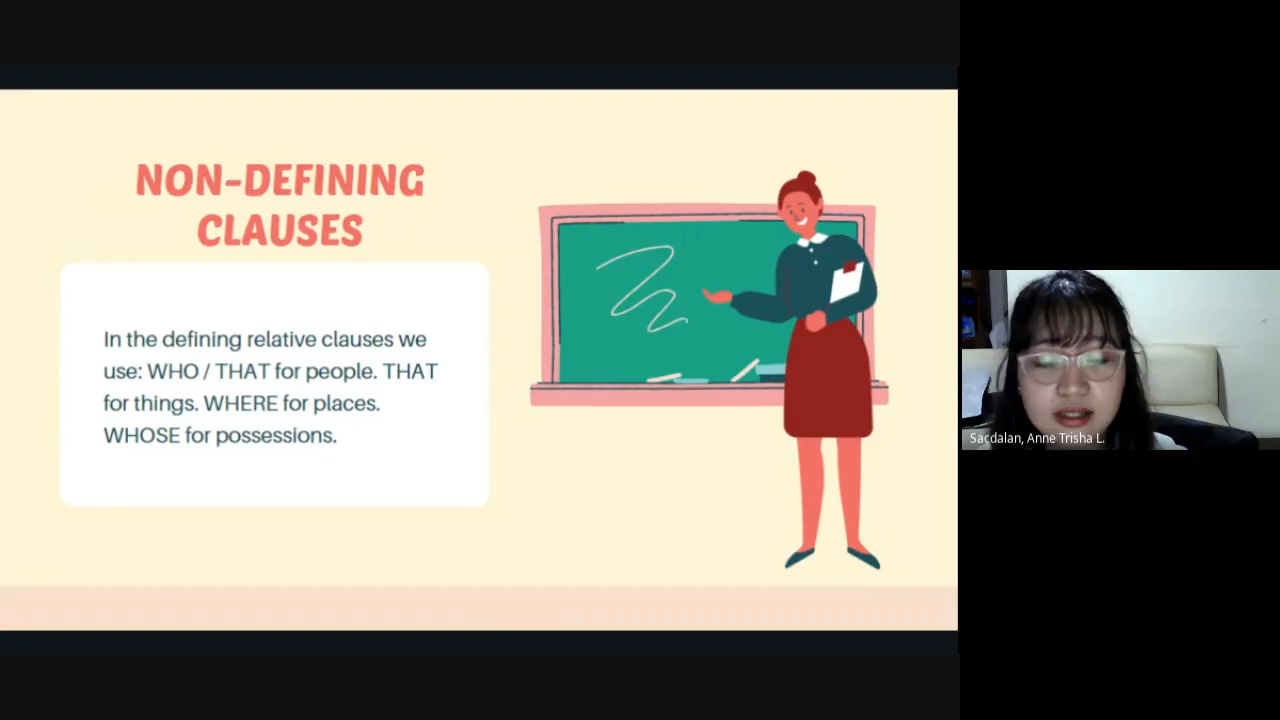 NON-DEFINING
CLAUSES
In the defining relative clauses we
use: WHO / THAT for people. THAT
for things. WHERE for places.
WHOSE for possessions.
Sacdalan, Anne Trisha L.